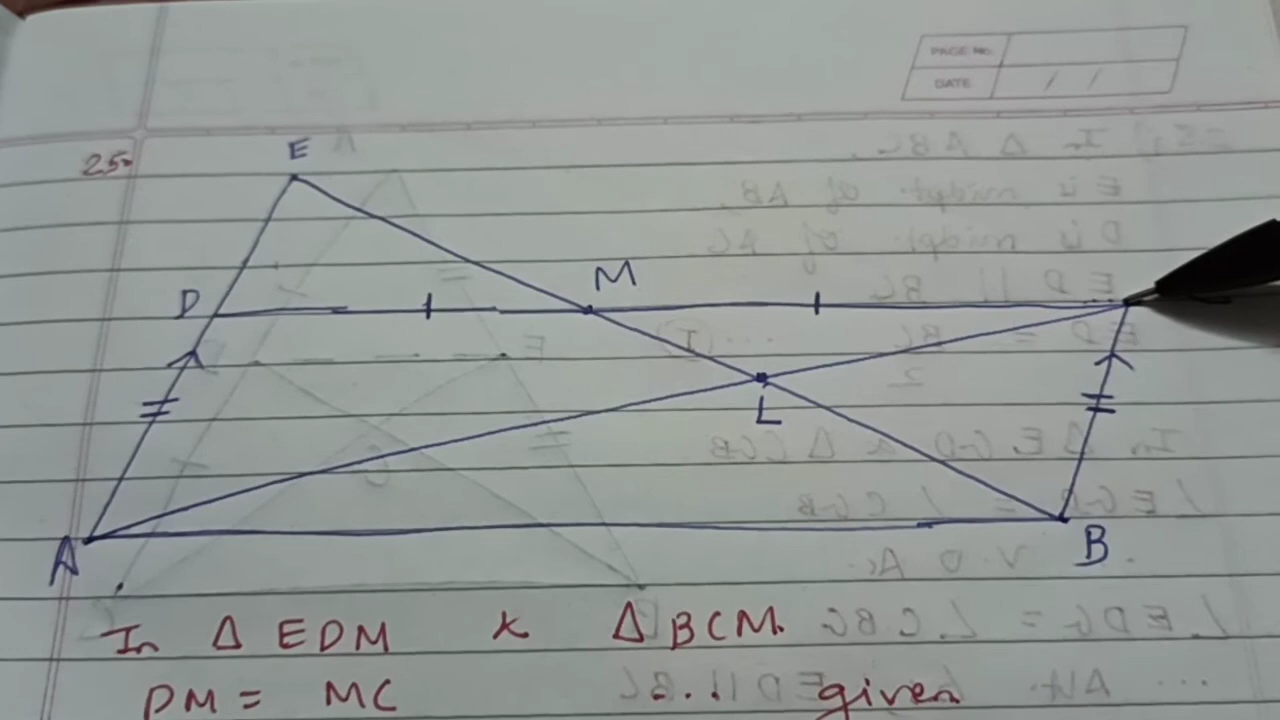 PAGE No.
DATE / /
25.
E
D
M
L
A
B
In Δ EDM & Δ BCM.
DM = MC given